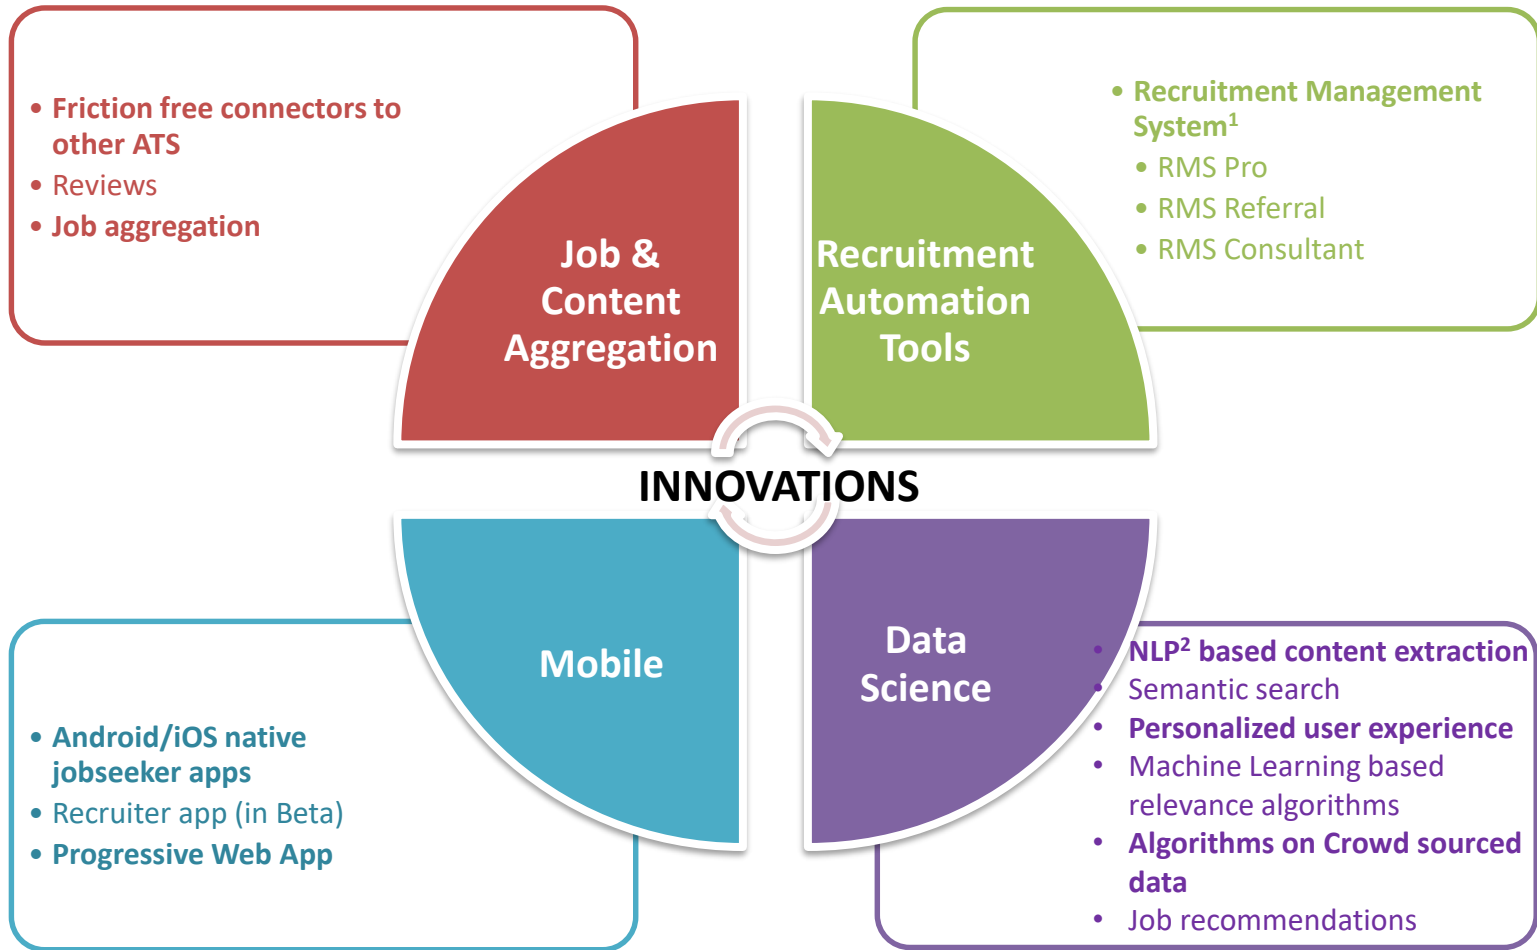 • Friction free connectors to
other ATS
• Reviews
• Job aggregation
Job &
Content
Aggregation
Recruitment
Automation
Tools
• Recruitment Management
System¹
• RMS Pro
• RMS Referral
• RMS Consultant
INNOVATIONS
Mobile
• Android/iOS native
jobseeker apps
• Recruiter app (in Beta)
• Progressive Web App
Data
Science
• NLP² based content extraction
• Semantic search
• Personalized user experience
• Machine Learning based
relevance algorithms
• Algorithms on Crowd sourced
data
• Job recommendations